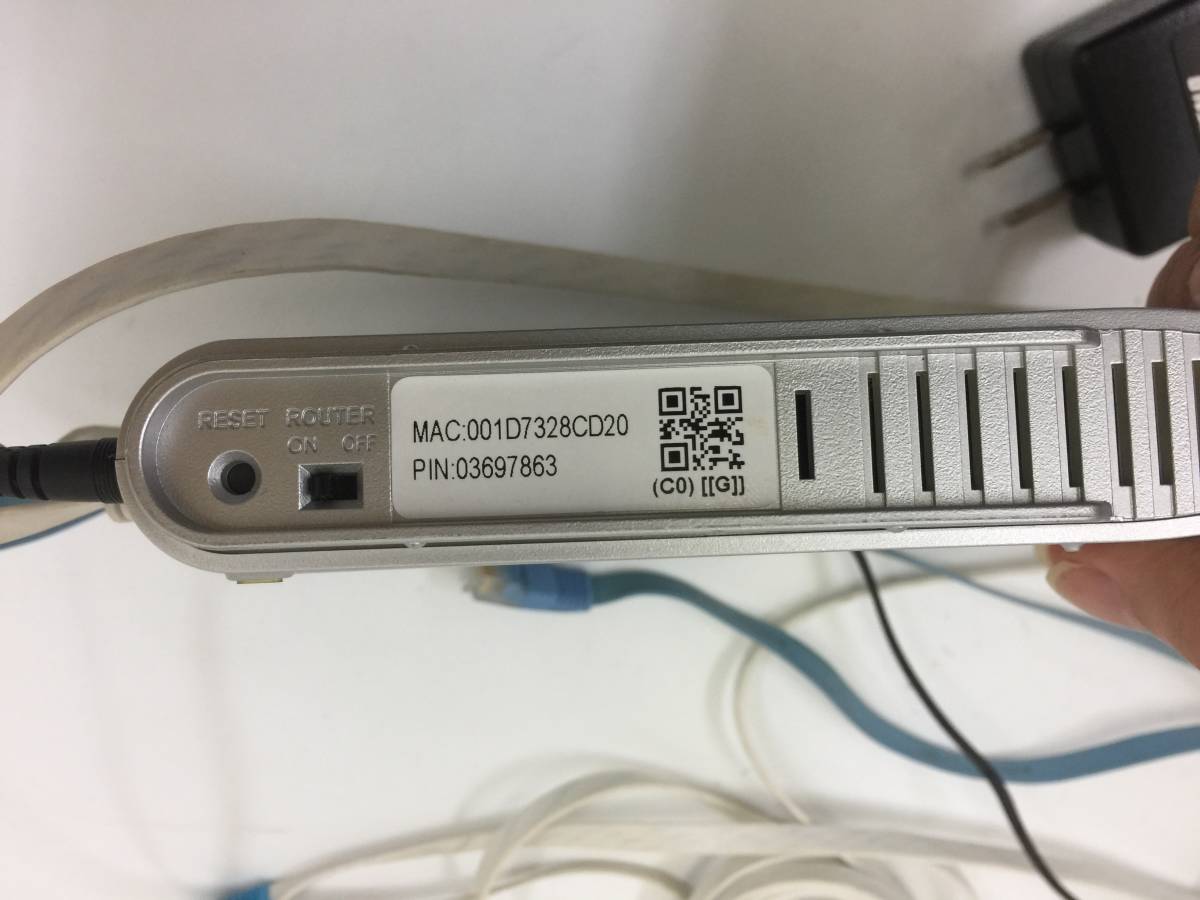 RESET ROUTER
ON OFF
MAC:001D7328CD20
PIN:03697863
(C0) [[G]]